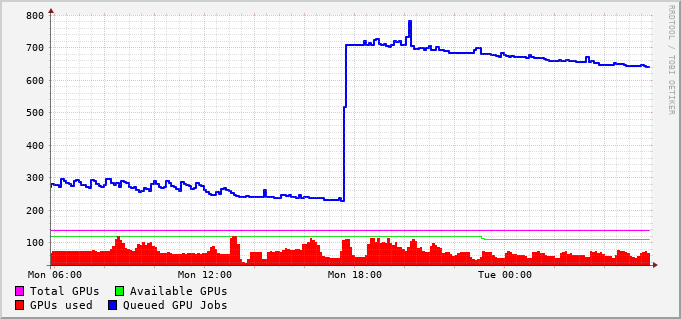 800
700
600
500
400
300
200
100
Mon 06:00 Mon 12:00 Mon 18:00 Tue 00:00
Total GPUs Available GPUs
GPUs used Queued GPU Jobs
RRDTOOL / TOBI OETIKER